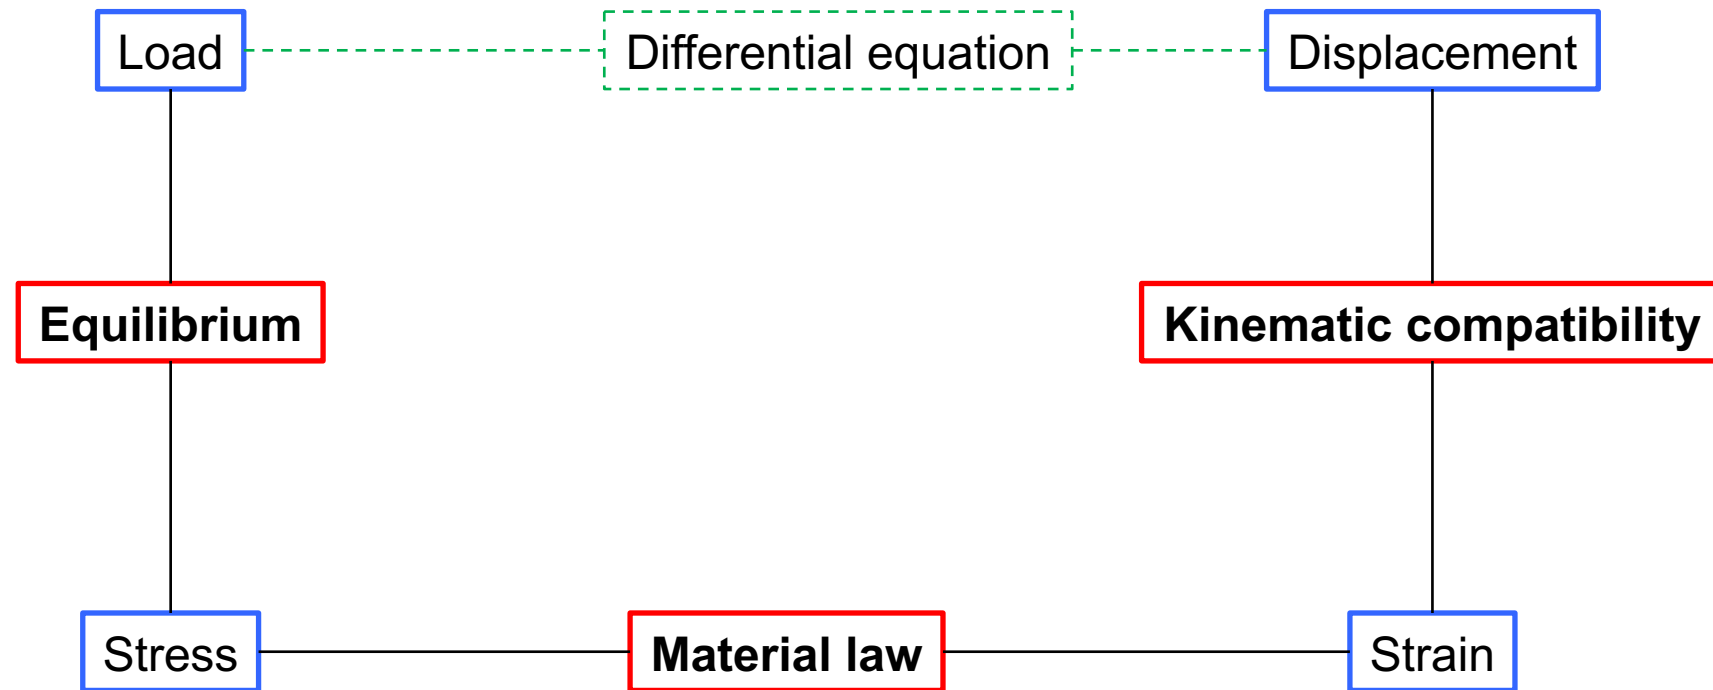 Load
Differential equation
Displacement
Equilibrium
Kinematic compatibility
Stress
Material law
Strain